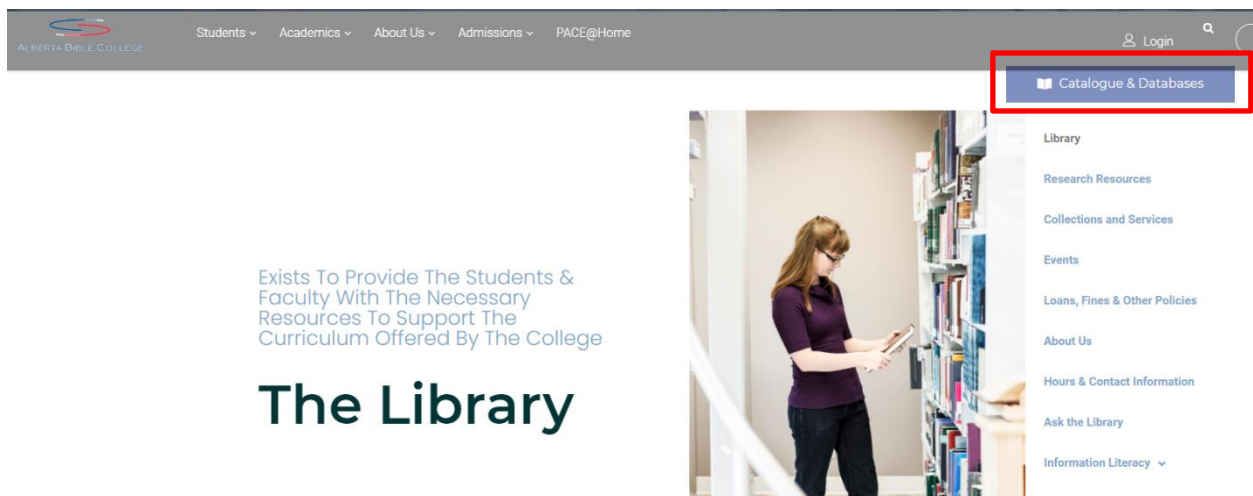 ALBERTA BIBLE COLLEGE
Students
Academics
About Us
Admissions
PACE@Home
Login
Catalogue & Databases
Exists To Provide The Students &
Faculty With The Necessary
Resources To Support The
Curriculum Offered By The College
The Library
Library
Research Resources
Collections and Services
Events
Loans, Fines & Other Policies
About Us
Hours & Contact Information
Ask the Library
Information Literacy